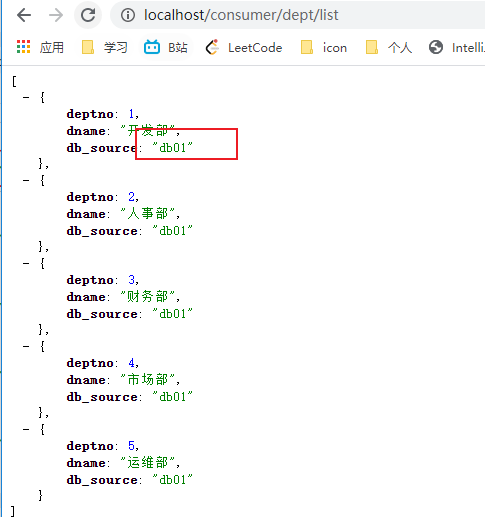 localhost/consumer/dept/list
应用 学习 B站 LeetCode icon 个人 Intelli.
[
- {
deptno: 1,
dname: "开发部",
db_source: "db01"
},
- {
deptno: 2,
dname: "人事部",
db_source: "db01"
},
- {
deptno: 3,
dname: "财务部",
db_source: "db01"
},
- {
deptno: 4,
dname: "市场部",
db_source: "db01"
},
- {
deptno: 5,
dname: "运维部",
db_source: "db01"
}
]